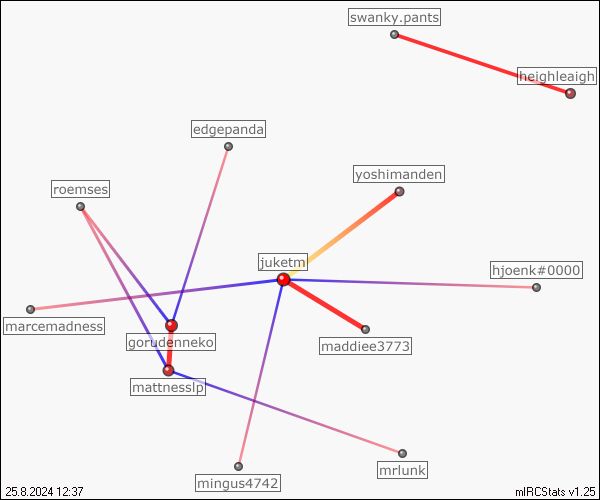 swanky.pants
heighleaigh
edgepanda
yoshimanden
roemses
juketm
hjoenk#0000
marcemadness
gorudenneko
maddiee3773
mattnesslp
mrlunk
mingus4742
25.8.2024 12:37
mIRCStats v1.25